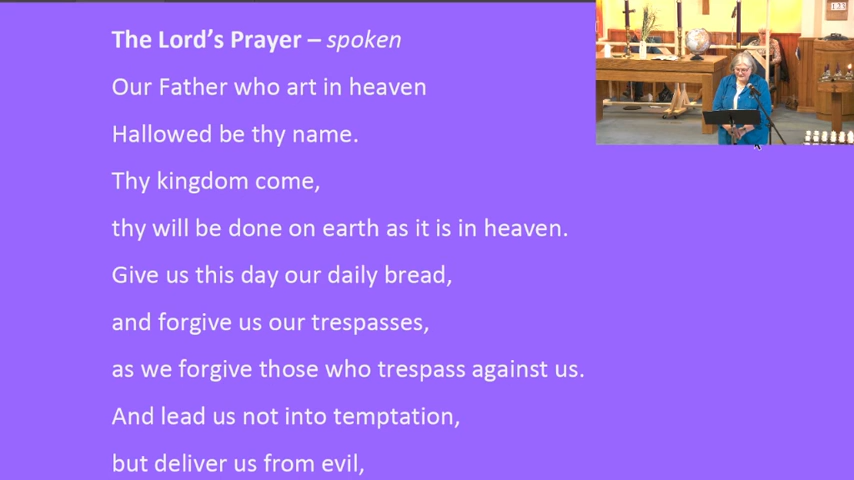 The Lord's Prayer – spoken
Our Father who art in heaven
Hallowed be thy name.
Thy kingdom come,
thy will be done on earth as it is in heaven.
Give us this day our daily bread,
and forgive us our trespasses,
as we forgive those who trespass against us.
And lead us not into temptation,
but deliver us from evil,